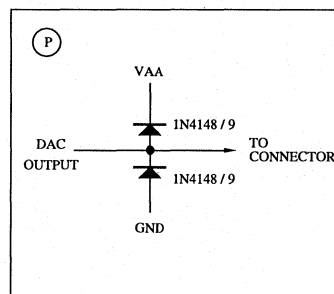 P
VAA
1N4148 / 9
DAC
OUTPUT
TO
CONNECTOR
1N4148 / 9
GND